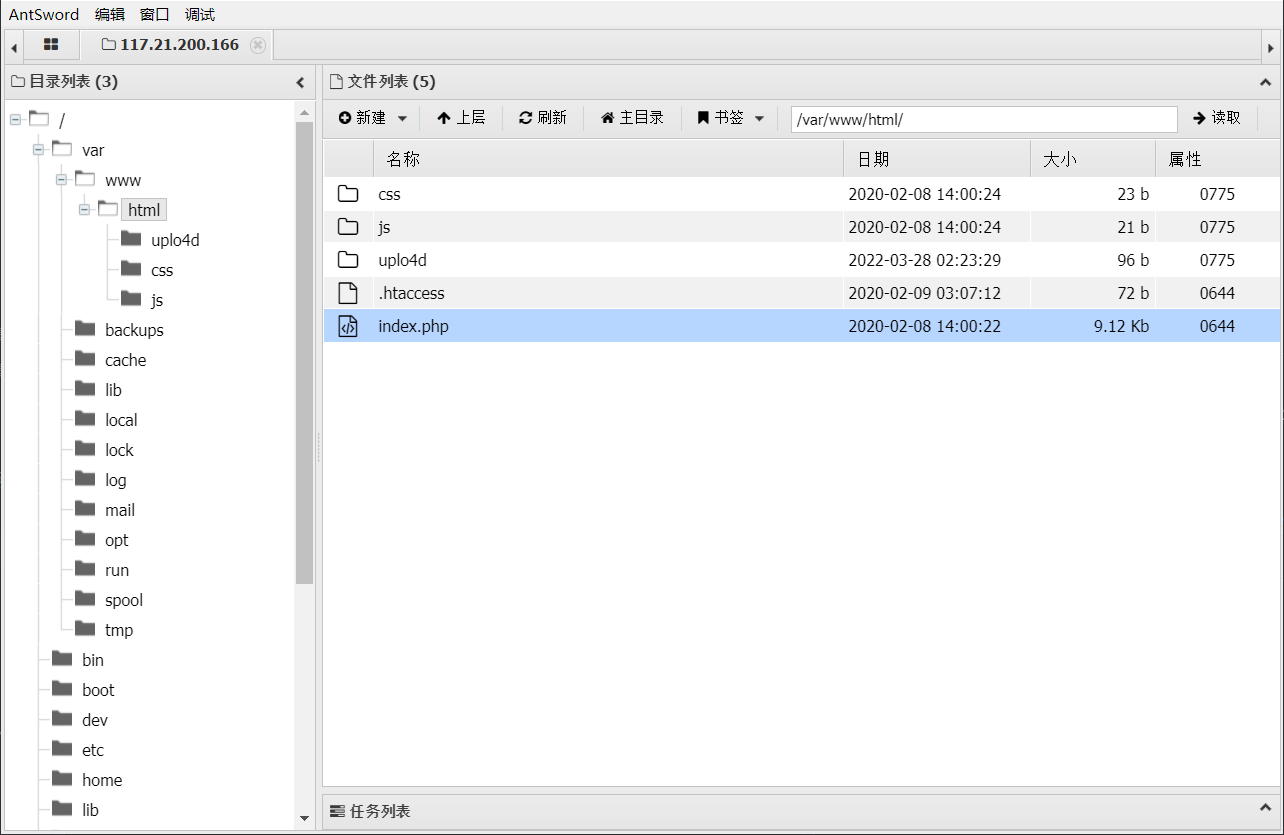 AntSword 编辑 窗口 调试
117.21.200.166
目录列表 (3)
/
var
www
html
uplo4d
css
js
backups
cache
lib
local
lock
log
mail
opt
run
spool
tmp
bin
boot
dev
etc
home
lib
文件列表 (5)
新建 上层 刷新 主目录 书签 /var/www/html/ 读取
名称 日期 大小 属性
css 2020-02-08 14:00:24 23 b 0775
js 2020-02-08 14:00:24 21 b 0775
uplo4d 2022-03-28 02:23:29 96 b 0775
.htaccess 2020-02-09 03:07:12 72 b 0644
index.php 2020-02-08 14:00:22 9.12 Kb 0644
任务列表